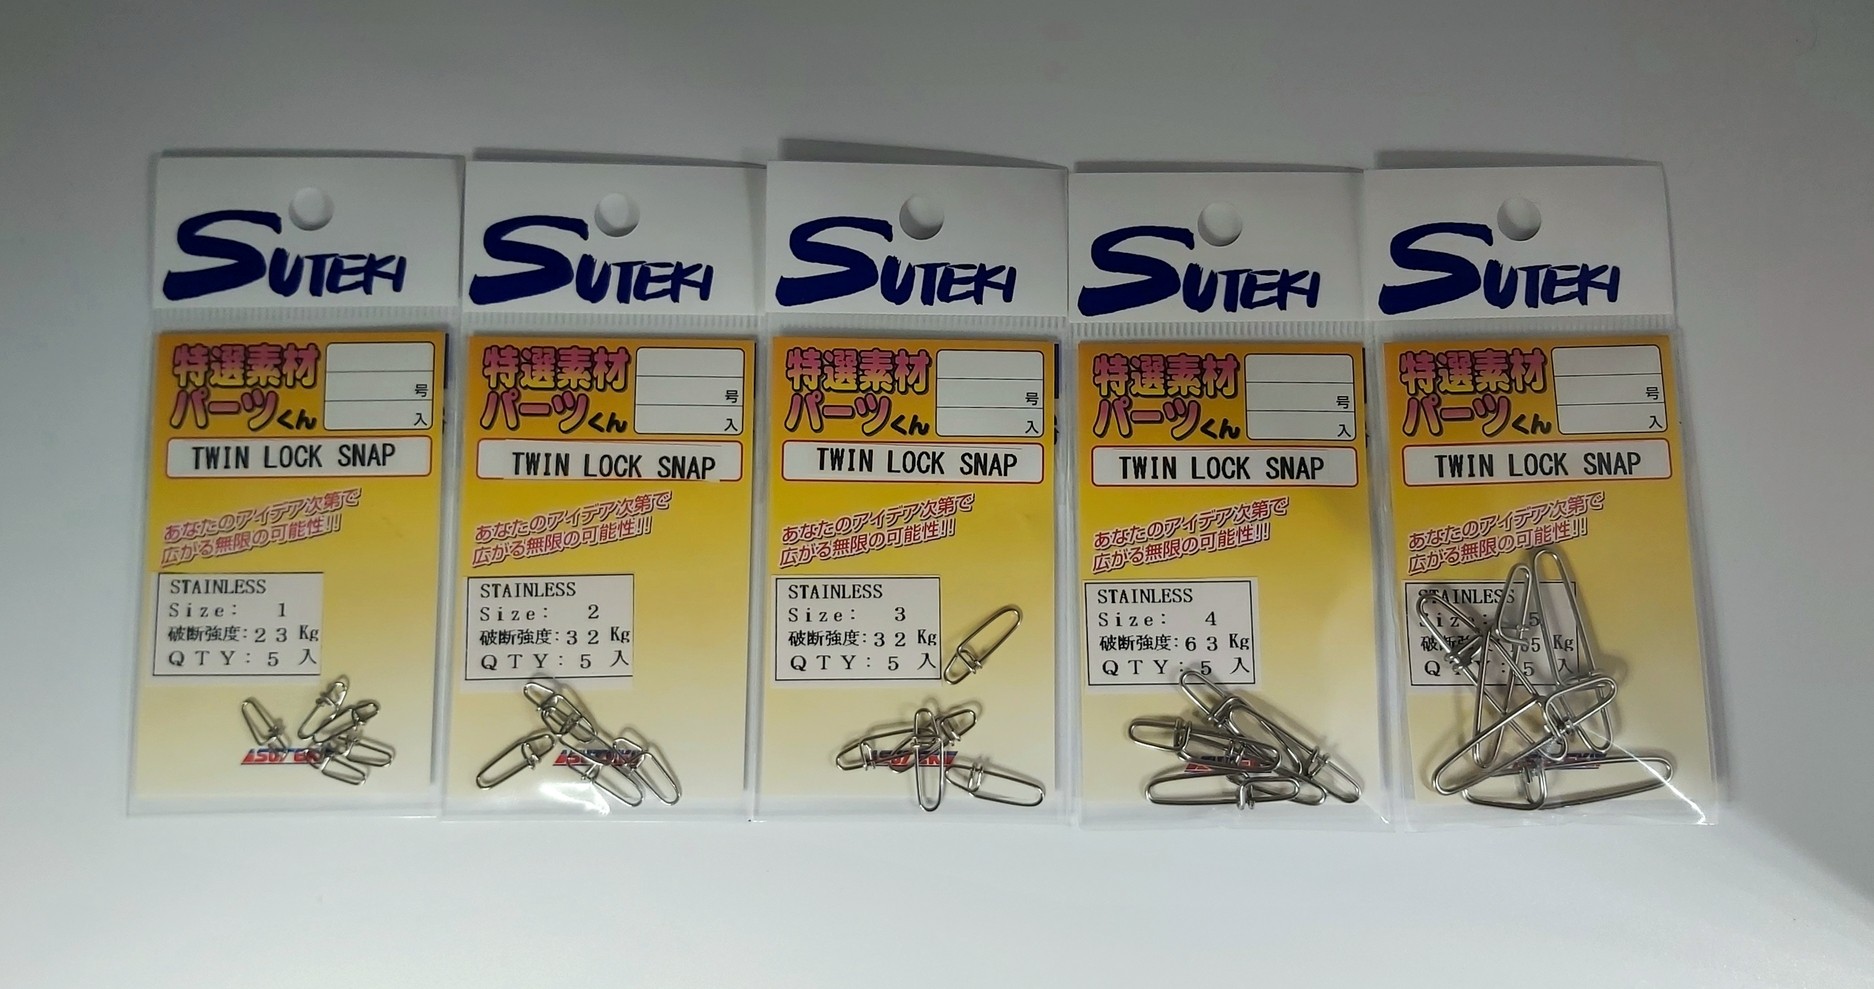 SUTEKI
特選素材
パーツくん
号
入
TWIN LOCK SNAP
あなたのアイデア次第で
広がる無限の可能性!!
STAINLESS
Size: 1
破断強度:23Kg
QTY:5入
SUTEKI
SUTEKI
特選素材
パーツくん
号
入
TWIN LOCK SNAP
あなたのアイデア次第で
広がる無限の可能性!!
STAINLESS
Size: 2
破断強度:32Kg
QTY:5入
SUTEKI
特選素材
パーツくん
号
入
TWIN LOCK SNAP
あなたのアイデア次第で
広がる無限の可能性!!
STAINLESS
Size: 3
破断強度:32Kg
QTY:5入
SUTEKI
SUTEKI
特選素材
パーツくん
号
入
TWIN LOCK SNAP
あなたのアイデア次第で
広がる無限の可能性!!
STAINLESS
Size: 4
破断強度:63Kg
QTY:5入
SUTEKI
特選素材
パーツくん
号
入
TWIN LOCK SNAP
あなたのアイデア次第で
広がる無限の可能性!!
STAINLESS
Size: 5
Kg
QTY:5入